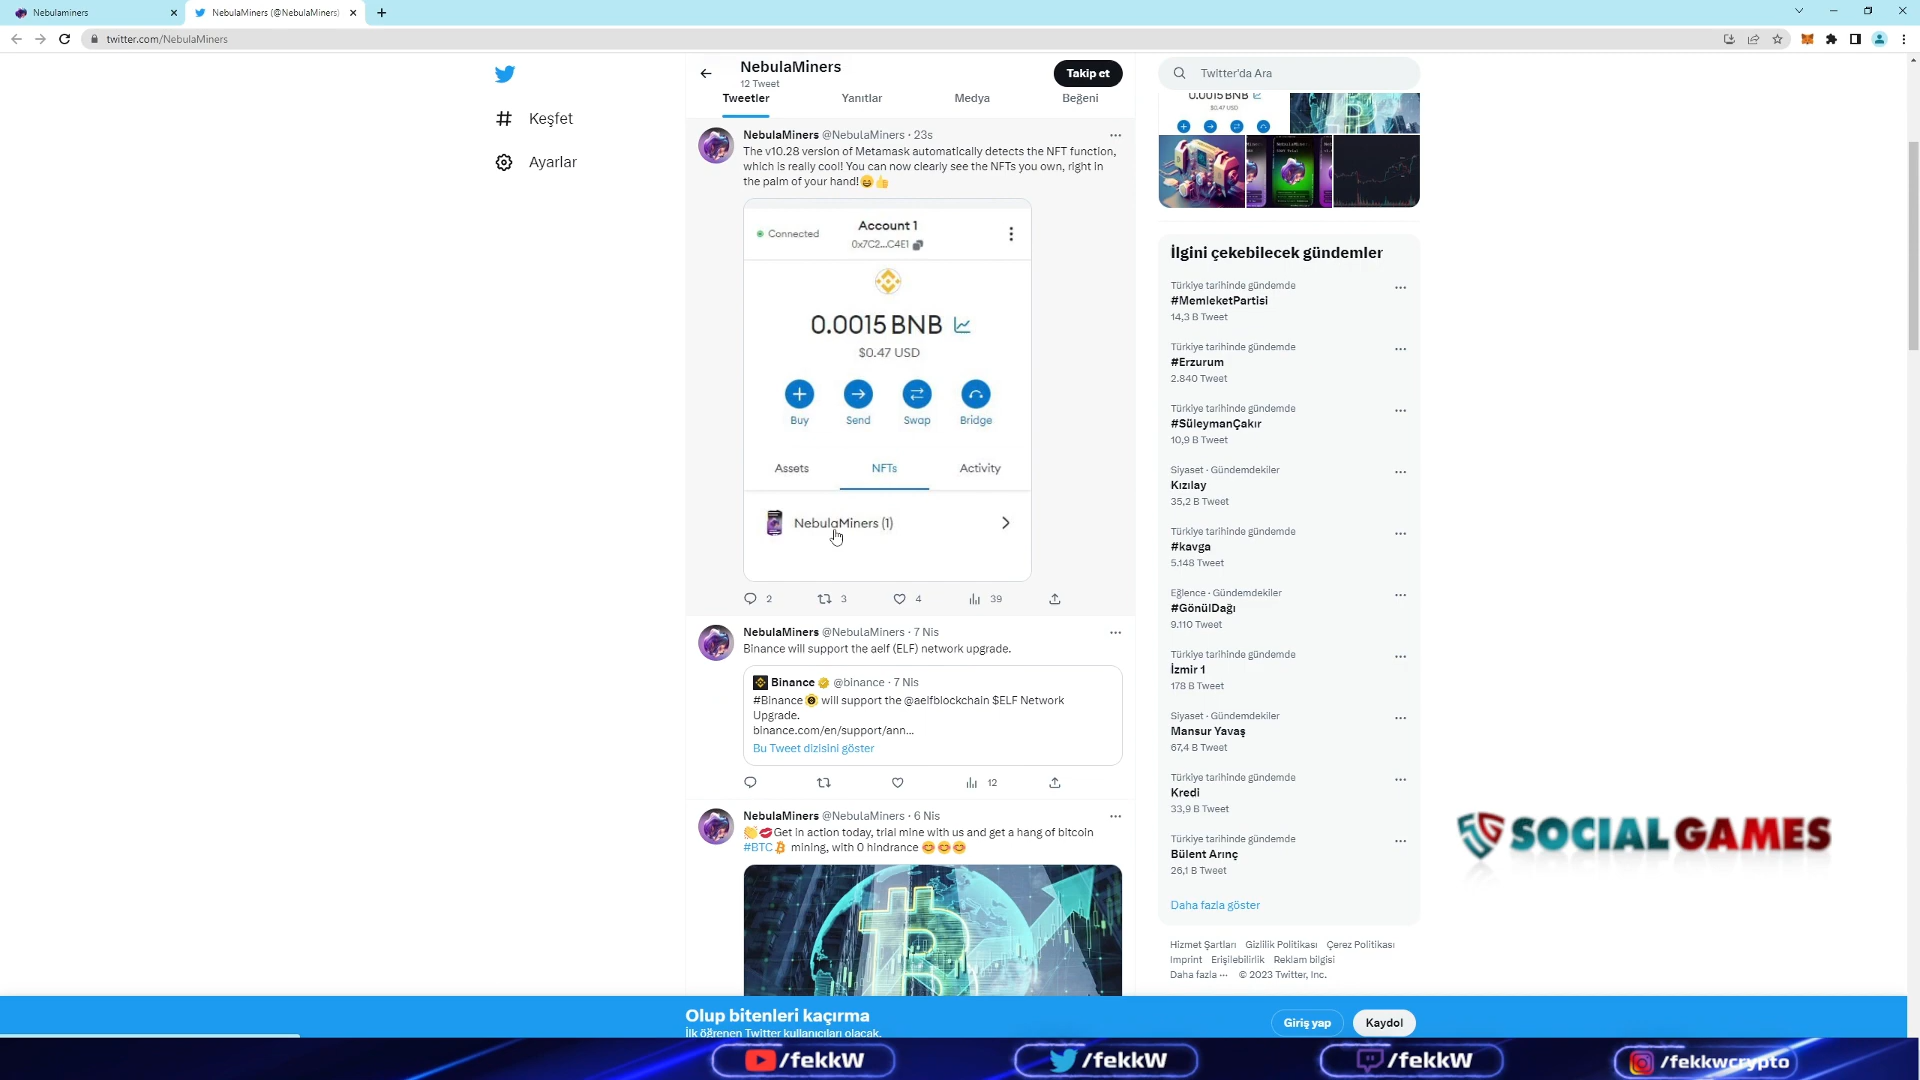 Nebulaminers
NebulaMiners (@NebulaMiners)
twitter.com/NebulaMiners
Keşfet
Ayarlar
NebulaMiners
12 Tweet
Takip et
Tweetler
Yanıtlar
Medya
Beğeni
NebulaMiners @NebulaMiners · 23s
The v10.28 version of Metamask automatically detects the NFT function,
which is really cool! You can now clearly see the NFTs you own, right in
the palm of your hand!😄👍
Connected
Account 1
0x7C2...C4E1
0.0015 BNB
$0.47 USD
Buy
Send
Swap
Bridge
Assets
NFTs
Activity
NebulaMiners (1)
2
3
4
39
NebulaMiners @NebulaMiners · 7 Nis
Binance will support the aelf (ELF) network upgrade.
Binance @binance · 7 Nis
#Binance will support the @aelfblockchain $ELF Network
Upgrade.
binance.com/en/support/ann...
Bu Tweet dizisini göster
12
NebulaMiners @NebulaMiners · 6 Nis
👏💋Get in action today, trial mine with us and get a hang of bitcoin
#BTC mining, with 0 hindrance 😊😊😊
Twitter'da Ara
0.0015 BNB
$0.47 USD
İlgini çekebilecek gündemler
Türkiye tarihinde gündemde
#MemleketPartisi
14,3 B Tweet
Türkiye tarihinde gündemde
#Erzurum
2.840 Tweet
Türkiye tarihinde gündemde
#SüleymanÇakır
10,9 B Tweet
Siyaset · Gündemdekiler
Kızılay
35,2 B Tweet
Türkiye tarihinde gündemde
#kavga
5.148 Tweet
Eğlence · Gündemdekiler
#GönülDağı
9.110 Tweet
Türkiye tarihinde gündemde
İzmir 1
178 B Tweet
Siyaset · Gündemdekiler
Mansur Yavaş
67,4 B Tweet
Türkiye tarihinde gündemde
Kredi
33,9 B Tweet
Türkiye tarihinde gündemde
Bülent Arınç
26,1 B Tweet
Daha fazla göster
Hizmet Şartları Gizlilik Politikası Çerez Politikası
Imprint Erişilebilirlik Reklam bilgisi
Daha fazla ··· © 2023 Twitter, Inc.
SOCIAL GAMES
Olup bitenleri kaçırma
İlk öğrenen Twitter kullanıcıları olacak.
Giriş yap
Kaydol
/fekkW
/fekkW
/fekkW
/fekkwcrypto